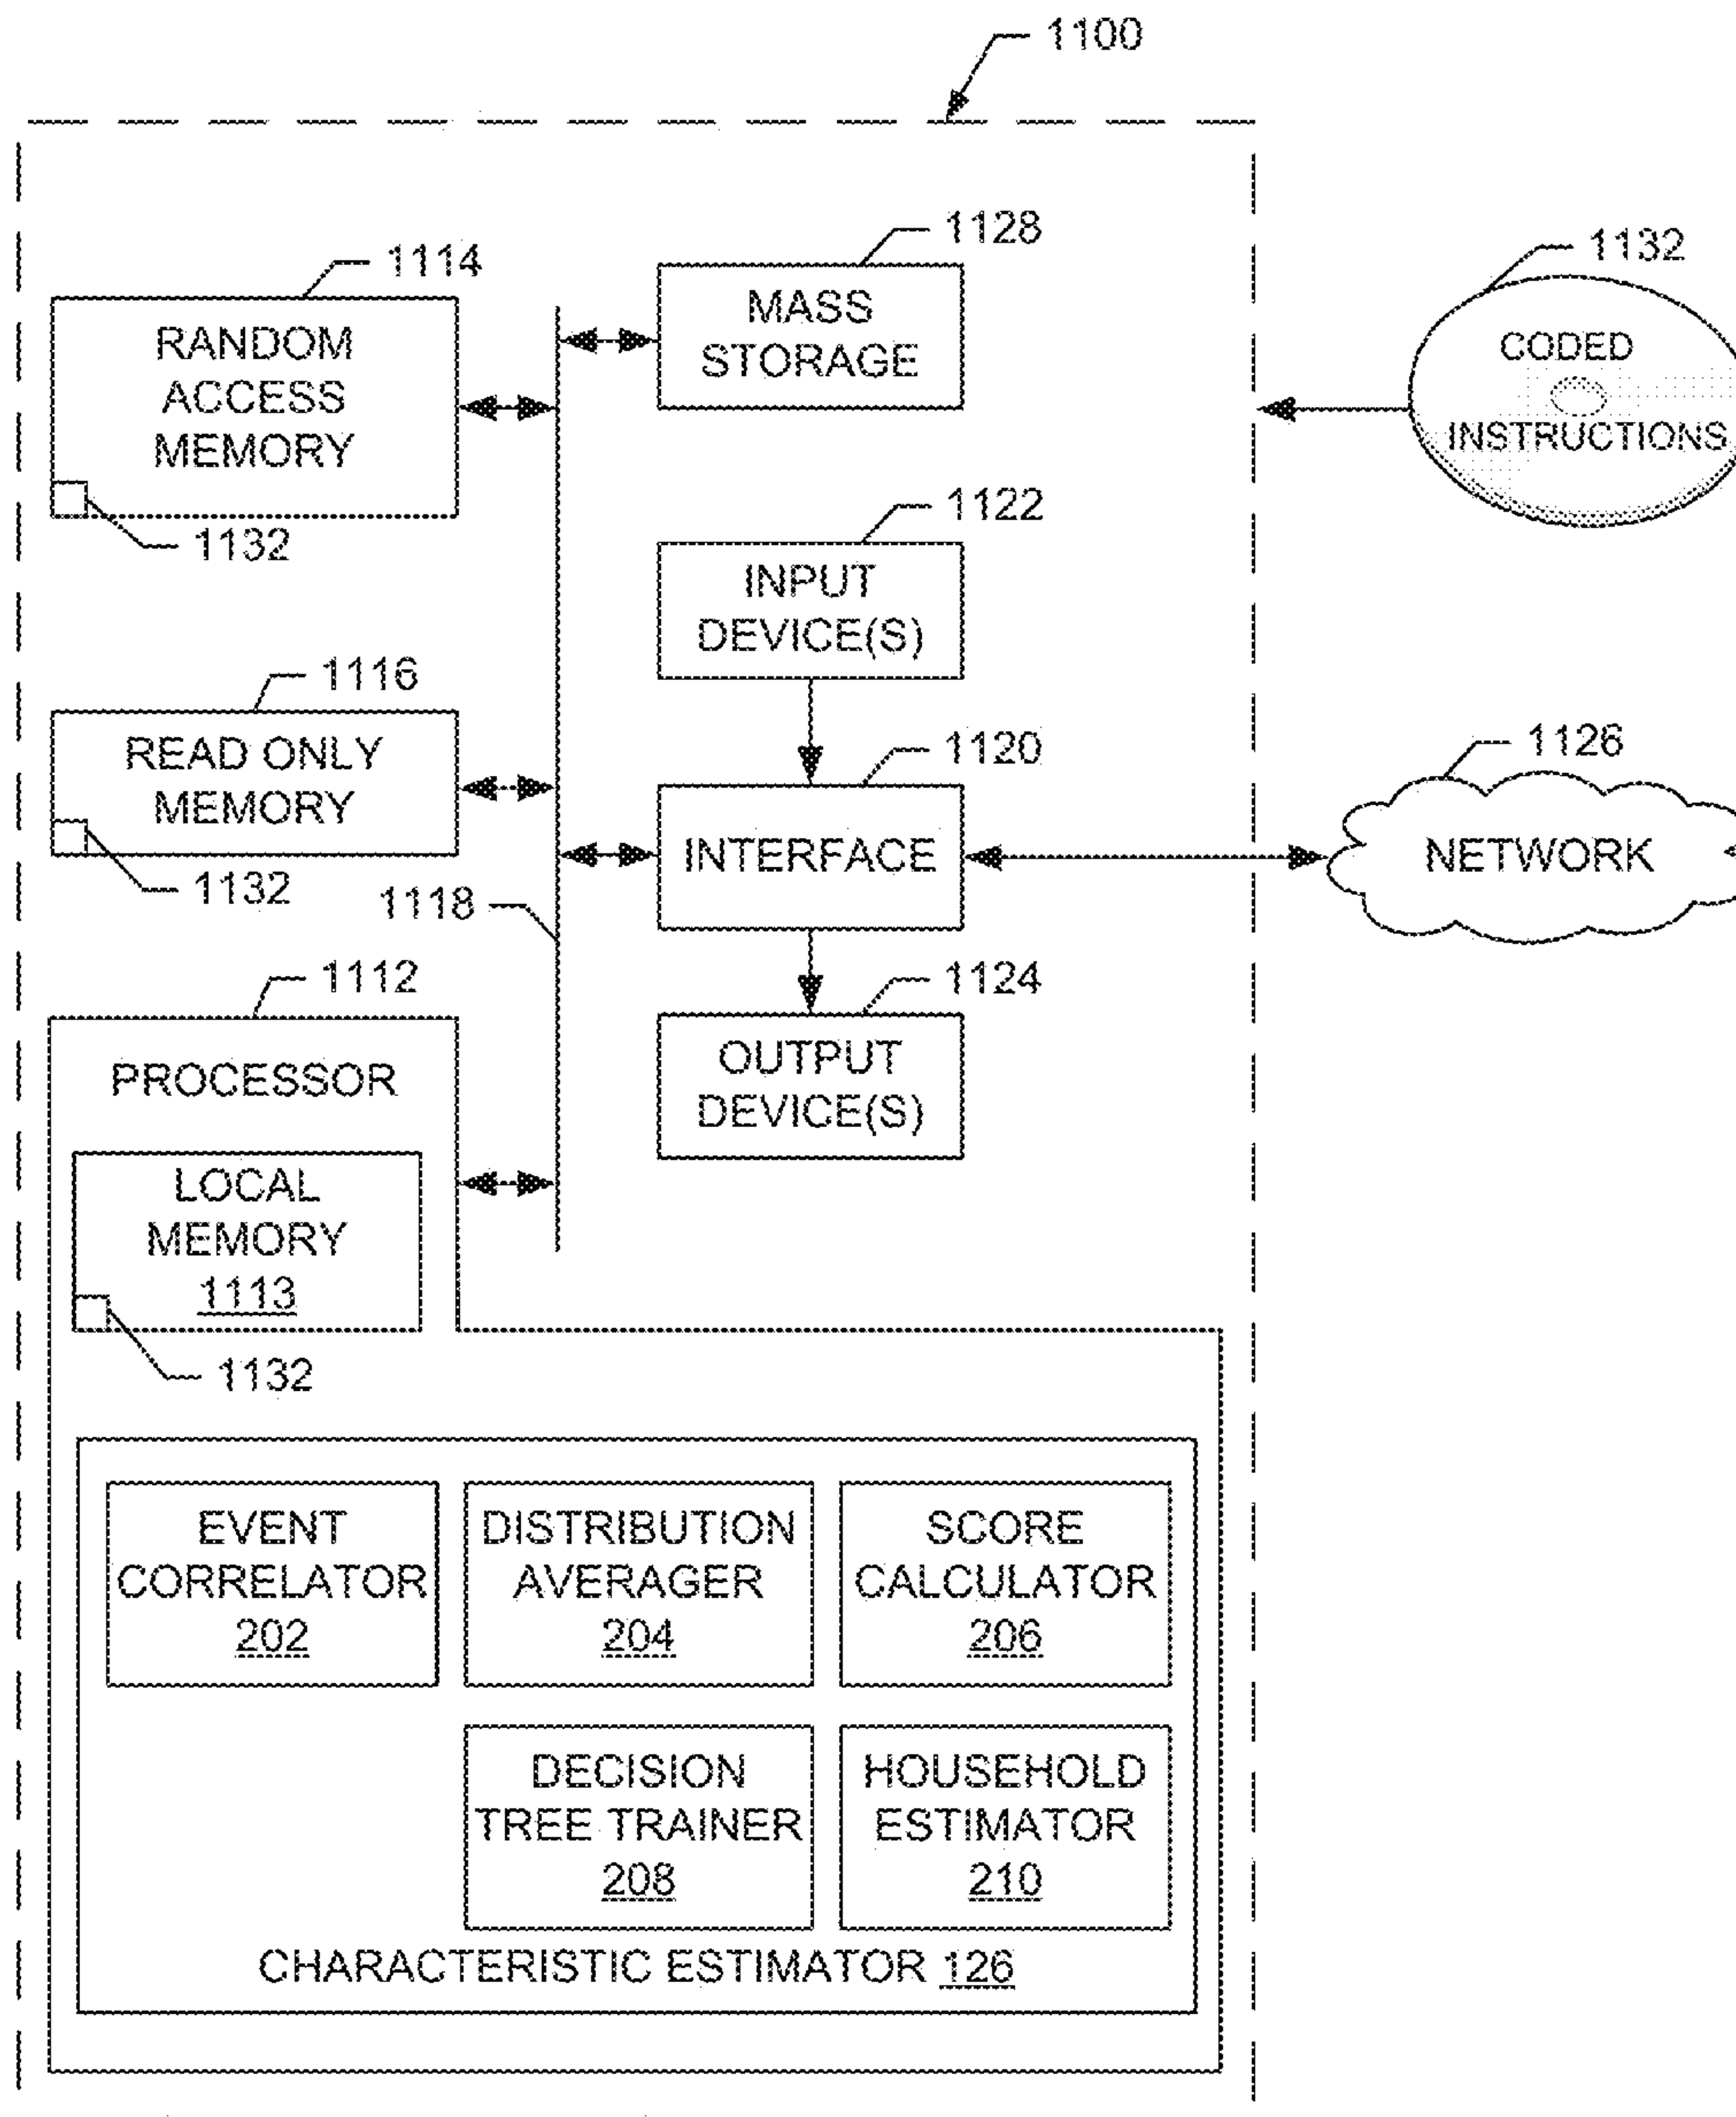 1100
1128
1114
1132
MASS
STORAGE
RANDOM
ACCESS
MEMORY
CODED
INSTRUCTIONS
1132
1122
INPUT
DEVICE(S)
1116
READ ONLY
MEMORY
1132
1120
INTERFACE
1126
NETWORK
1118
1112
1124
OUTPUT
DEVICE(S)
PROCESSOR
LOCAL
MEMORY
1113
1132
EVENT
CORRELATOR
202
DISTRIBUTION
AVERAGER
204
SCORE
CALCULATOR
206
DECISION
TREE TRAINER
208
HOUSEHOLD
ESTIMATOR
210
CHARACTERISTIC ESTIMATOR 126